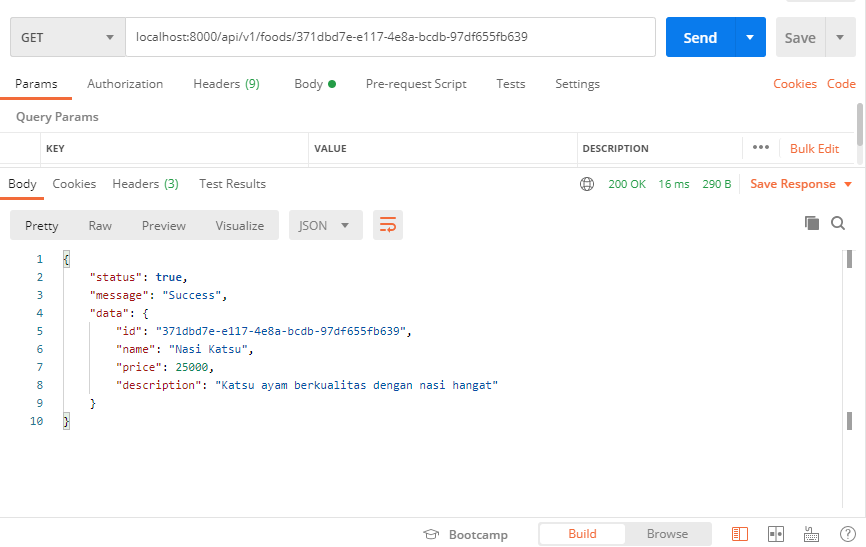 GET localhost:8000/api/v1/foods/371dbd7e-e117-4e8a-bcdb-97df655fb639 Send Save
Params Authorization Headers (9) Body Pre-request Script Tests Settings Cookies Code
Query Params
KEY VALUE DESCRIPTION ••• Bulk Edit
Body Cookies Headers (3) Test Results 200 OK 16 ms 290 B Save Response
Pretty Raw Preview Visualize JSON
1 {
2 "status": true,
3 "message": "Success",
4 "data": {
5 "id": "371dbd7e-e117-4e8a-bcdb-97df655fb639",
6 "name": "Nasi Katsu",
7 "price": 25000,
8 "description": "Katsu ayam berkualitas dengan nasi hangat"
9 }
10 }
Bootcamp Build Browse ?